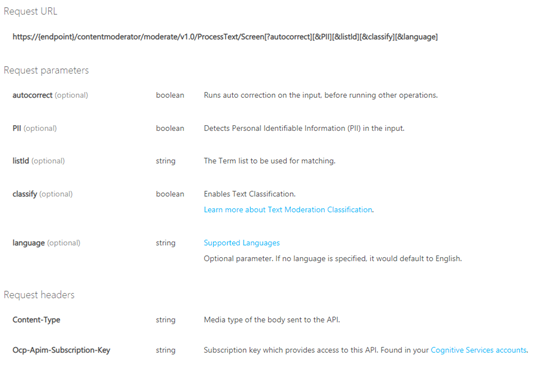 Request URL
https://{endpoint}/contentmoderator/moderate/v1.0/ProcessText/Screen[?autocorrect][&PII][&listId][&classify][&language]
Request parameters
autocorrect (optional) boolean Runs auto correction on the input, before running other operations.
PII (optional) boolean Detects Personal Identifiable Information (PII) in the input.
listId (optional) string The Term list to be used for matching.
classify (optional) boolean Enables Text Classification.
Learn more about Text Moderation Classification.
language (optional) string Supported Languages
Optional parameter. If no language is specified, it would default to English.
Request headers
Content-Type string Media type of the body sent to the API.
Ocp-Apim-Subscription-Key string Subscription key which provides access to this API. Found in your Cognitive Services accounts.